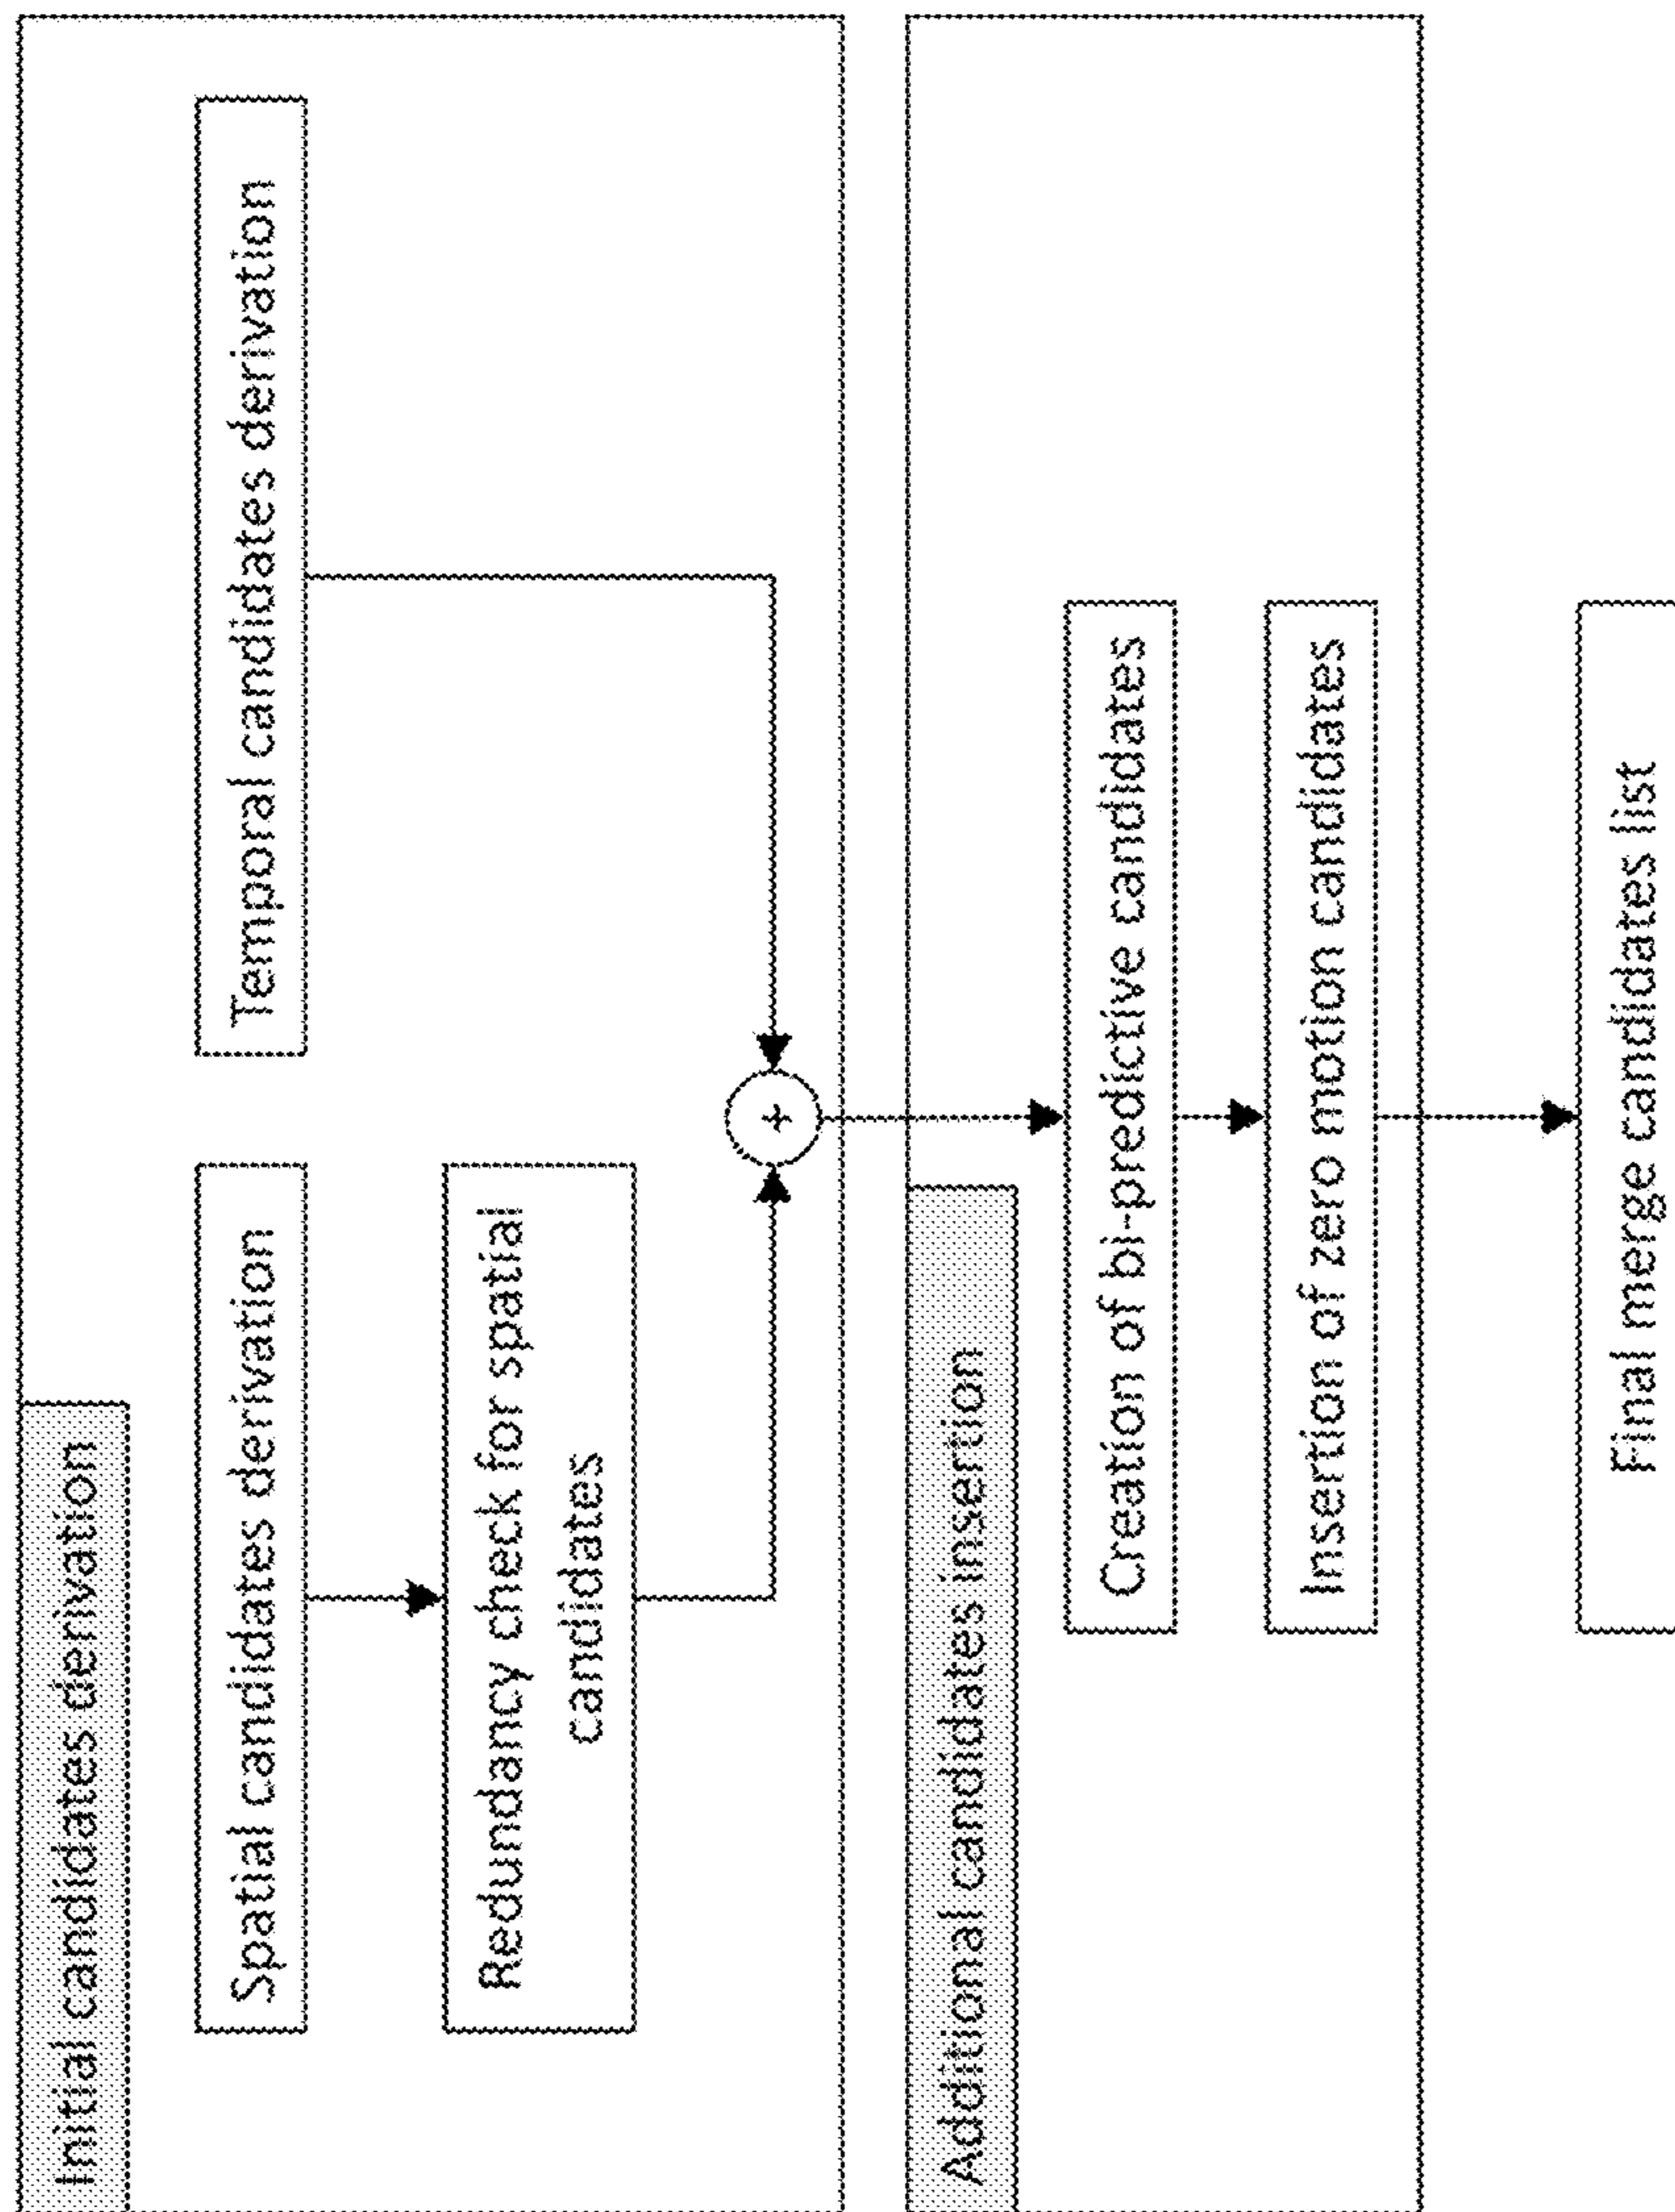 Initial candidates derivation
Spatial candidates derivation
Temporal candidates derivation
Redundancy check for spatial
candidates
+
Additional candidates insertion
Creation of bi-predictive candidates
Insertion of zero motion candidates
Final merge candidates list